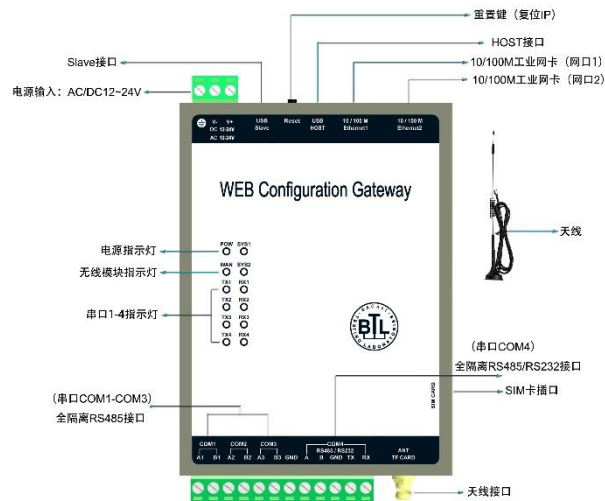 重置键（复位IP）
HOST接口
Slave接口
10/100M工业网卡（网口1）
10/100M工业网卡（网口2）
电源输入：AC/DC12~24V
V- V+
DC 12-24V
AC 12-24V
USB
Slave
Reset
USB
HOST
10 / 100 M
Ethernet1
10 / 100 M
Ethernet2
WEB Configuration Gateway
天线
电源指示灯
POW SYS1
无线模块指示灯
WAN SYS2
TX1 RX1
TX2 RX2
串口1-4指示灯
TX3 RX3
TX4 RX4
BTL
（串口COM4）
全隔离RS485/RS232接口
SIM卡插口
SIM-CARD
（串口COM1-COM3）
全隔离RS485接口
COM1 COM2 COM3 COM4
RS485 / RS232
A1 B1 A2 B2 A3 B3 GND A B GND TX RX
ANT
TF CARD
天线接口